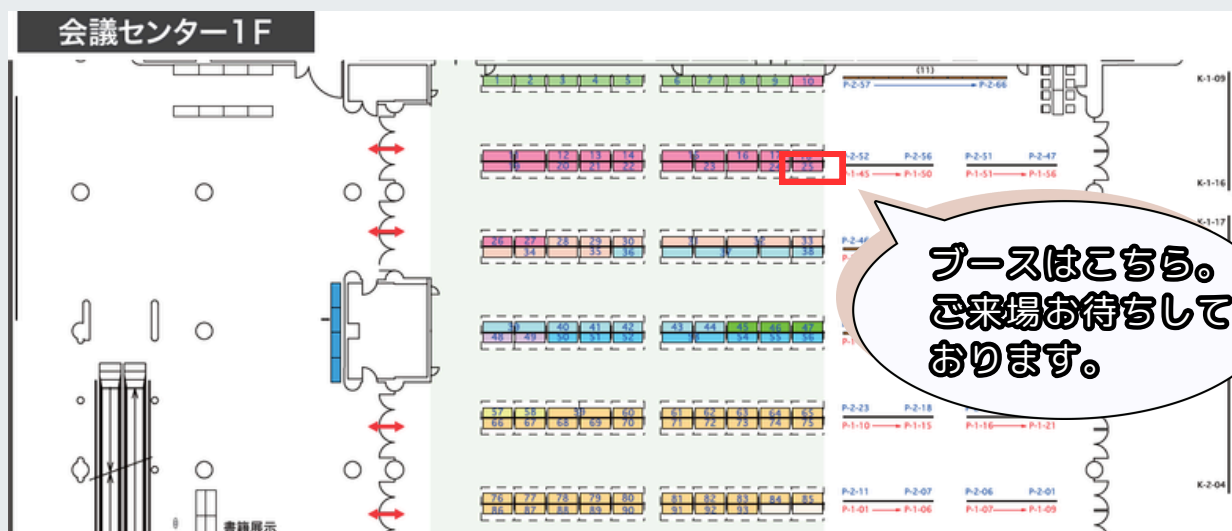 会議センター1F
1 2 3 4 5 6 7 8 9 10
(11)
P-2-57 P-2-66
K-1-09
12 13 14 16
20 21 22 23 24 25
P-2-52 P-2-56 P-2-51 P-2-47
P-1-45 P-1-50 P-1-51 P-1-56
K-1-16
K-1-17
26 27 28 29 30 33
34 35 36 37 38
ブースはこちら。
ご来場お待ちして
おります。
39 40 41 42 43 44 45 46 47
48 49 50 51 52 54 55 56
57 58 59 60 61 62 63 64 65
66 67 68 69 70 71 72 73 74 75
P-2-23 P-2-18
P-1-10 P-1-15 P-1-16 P-1-21
76 77 78 79 80 81 82 83 84 85
86 87 88 89 90 91 92 93
P-2-11 P-2-07 P-2-06 P-2-01
P-1-01 P-1-06 P-1-07 P-1-09
K-2-04
書籍展示